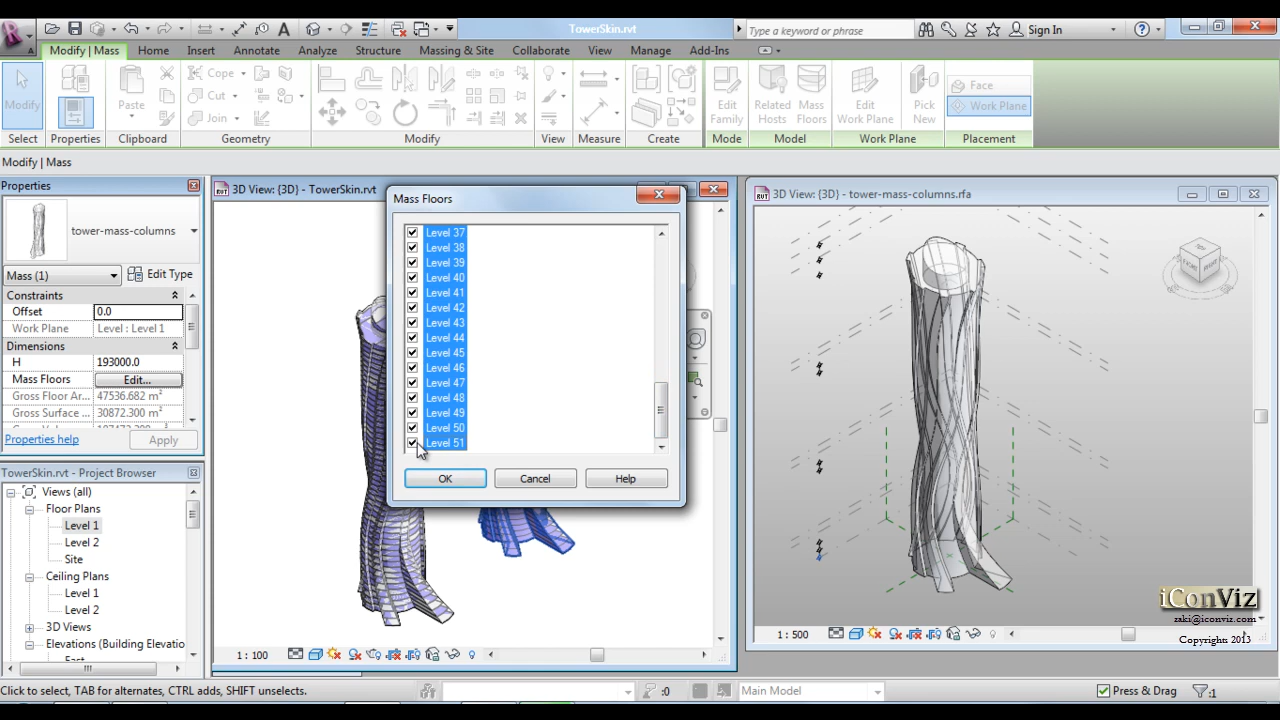 TowerSkin.rvt
Type a keyword or phrase
Sign In
Modify | Mass
Home
Insert
Annotate
Analyze
Structure
Massing & Site
Collaborate
View
Manage
Add-Ins
Modify
Paste
Cope
Cut
Join
Edit
Family
Related
Hosts
Mass
Floors
Edit
Work Plane
Pick
New
Face
Work Plane
Select
Properties
Clipboard
Geometry
Modify
View
Measure
Create
Mode
Model
Work Plane
Placement
Modify | Mass
Properties
tower-mass-columns
Mass (1)
Edit Type
Constraints
Offset
0.0
Work Plane
Level : Level 1
Dimensions
H
193000.0
Mass Floors
Edit...
Gross Floor Ar...
47536.682 m²
Gross Surface ...
30872.300 m²
Properties help
Apply
TowerSkin.rvt - Project Browser
Views (all)
Floor Plans
Level 1
Level 2
Site
Ceiling Plans
Level 1
Level 2
3D Views
Elevations (Building Elevatio
East
3D View: {3D} - TowerSkin.rvt
Mass Floors
Level 37
Level 38
Level 39
Level 40
Level 41
Level 42
Level 43
Level 44
Level 45
Level 46
Level 47
Level 48
Level 49
Level 50
Level 51
OK
Cancel
Help
1 : 100
3D View: {3D} - tower-mass-columns.rfa
iConViz
zaki@iconviz.com
Copyright 2013
1 : 500
Click to select, TAB for alternates, CTRL adds, SHIFT unselects.
:0
Main Model
Press & Drag
:1